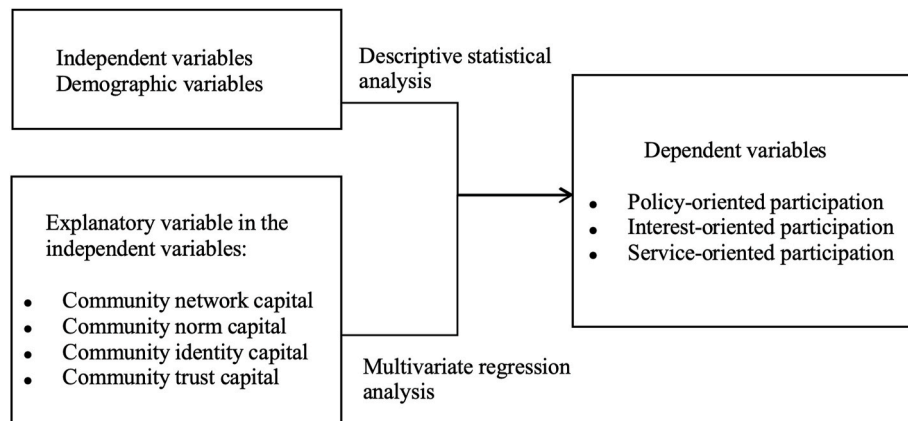 Independent variables
Demographic variables
Descriptive statistical
analysis
Explanatory variable in the
independent variables:
• Community network capital
• Community norm capital
• Community identity capital
• Community trust capital
Multivariate regression
analysis
Dependent variables
• Policy-oriented participation
• Interest-oriented participation
• Service-oriented participation